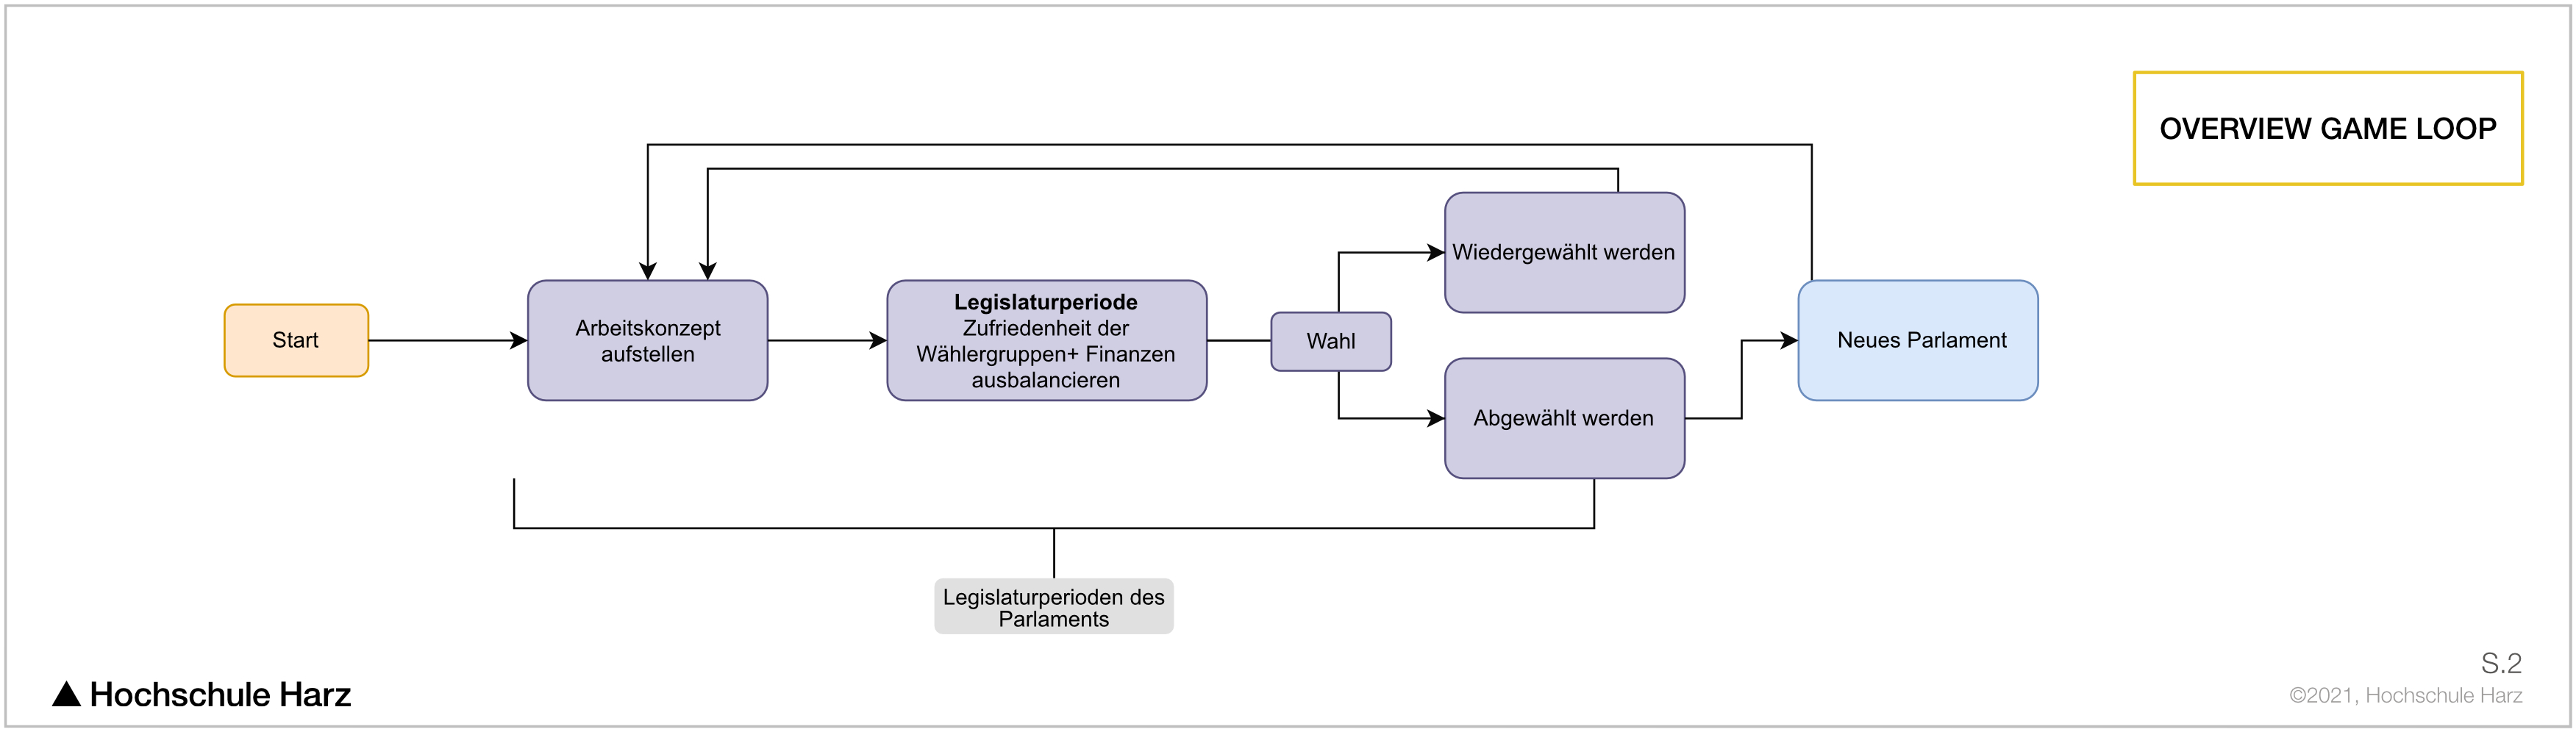 OVERVIEW GAME LOOP
Start
Arbeitskonzept
aufstellen
Legislaturperiode
Zufriedenheit der
Wählergruppen+ Finanzen
ausbalancieren
Wahl
Wiedergewählt werden
Abgewählt werden
Neues Parlament
Legislaturperioden des
Parlaments
Hochschule Harz
S.2
©2021, Hochschule Harz